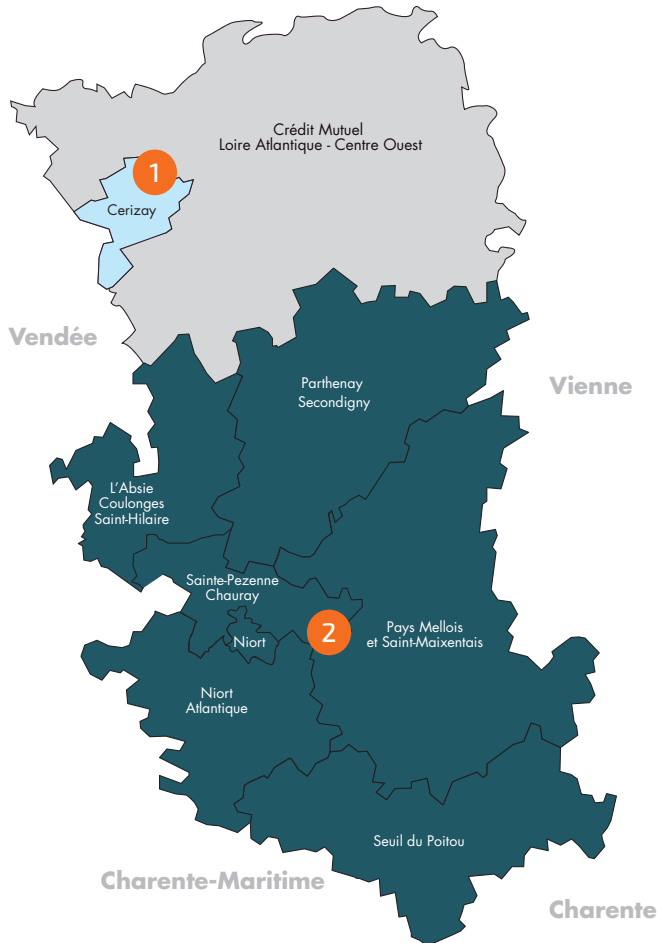 Crédit Mutuel
Loire Atlantique - Centre Ouest
1
Cerizay
Vendée
Parthenay
Secondigny
Vienne
L'Absie
Coulonges
Saint-Hilaire
Sainte-Pezenne
Chauray
Niort
2
Pays Mellois
et Saint-Maixentais
Niort
Atlantique
Seuil du Poitou
Charente-Maritime
Charente